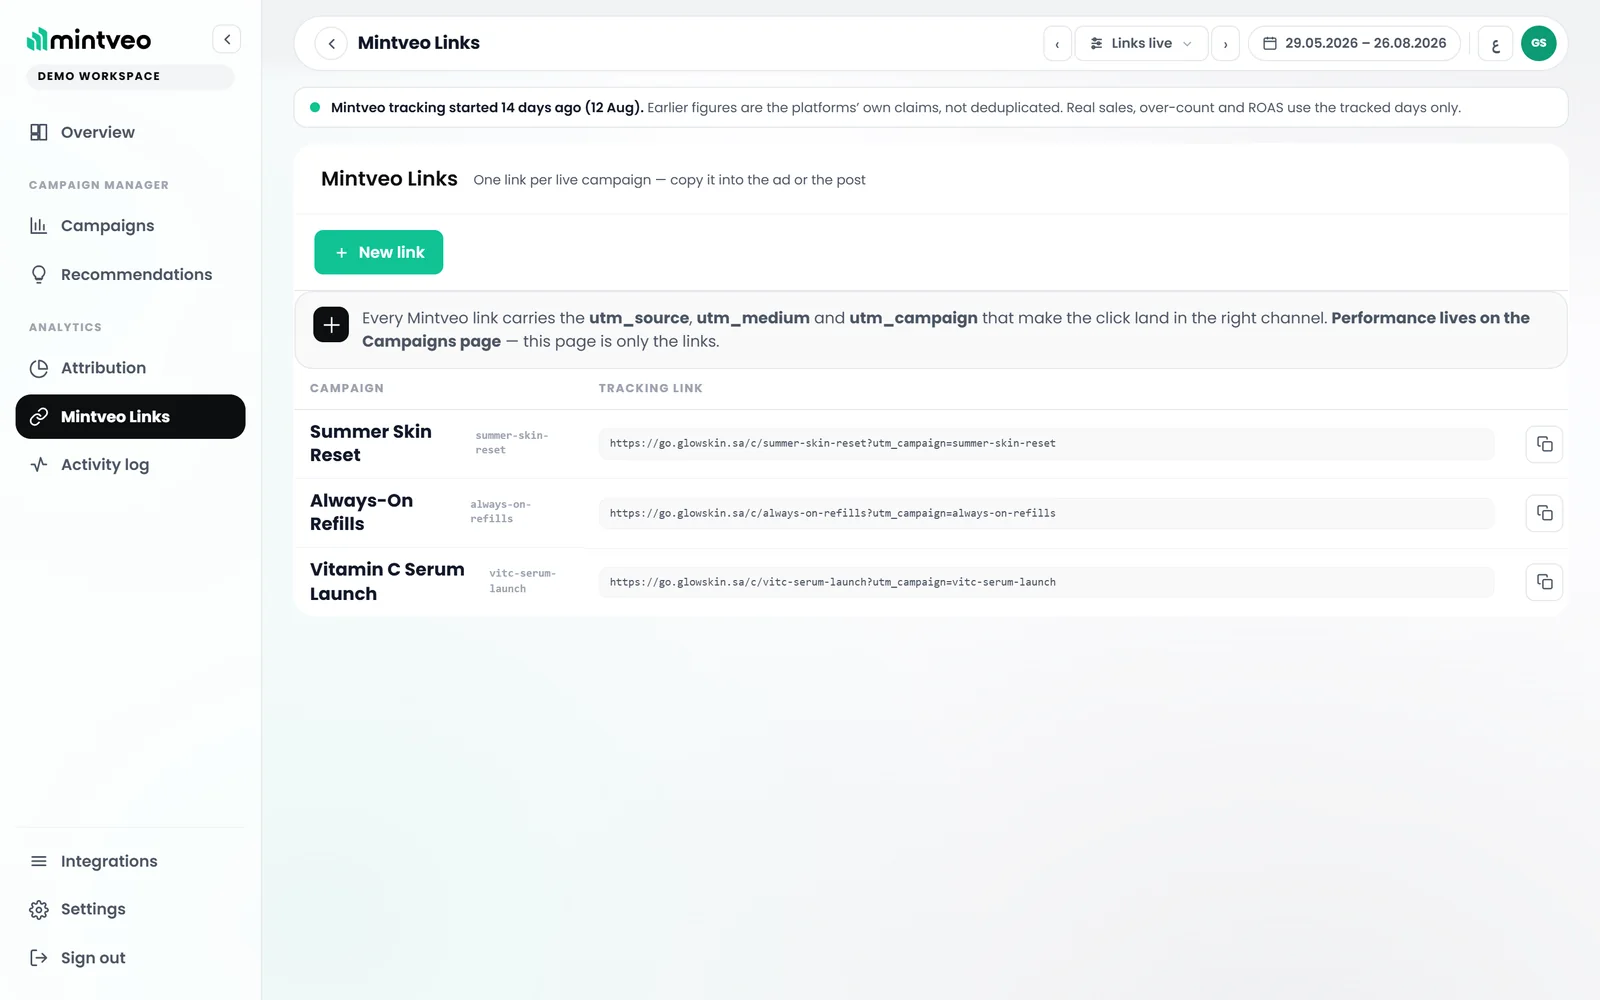 mintveo
DEMO WORKSPACE
Overview
CAMPAIGN MANAGER
Campaigns
Recommendations
ANALYTICS
Attribution
Mintveo Links
Activity log
Integrations
Settings
Sign out
Mintveo Links
Links live
29.05.2026 – 26.08.2026
ع
GS
Mintveo tracking started 14 days ago (12 Aug). Earlier figures are the platforms’ own claims, not deduplicated. Real sales, over-count and ROAS use the tracked days only.
Mintveo Links
One link per live campaign — copy it into the ad or the post
+ New link
Every Mintveo link carries the utm_source, utm_medium and utm_campaign that make the click land in the right channel. Performance lives on the
Campaigns page — this page is only the links.
CAMPAIGN
TRACKING LINK
Summer Skin
Reset
summer-skin-
reset
https://go.glowskin.sa/c/summer-skin-reset?utm_campaign=summer-skin-reset
Always-On
Refills
always-on-
refills
https://go.glowskin.sa/c/always-on-refills?utm_campaign=always-on-refills
Vitamin C Serum
Launch
vitc-serum-
launch
https://go.glowskin.sa/c/vitc-serum-launch?utm_campaign=vitc-serum-launch